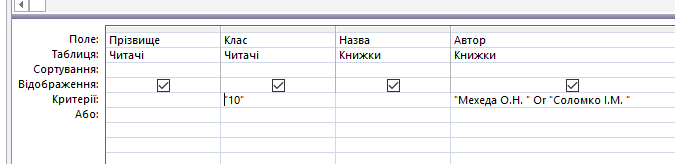 Поле: Прізвище Клас Назва Автор
Таблиця: Читачі Читачі Книжки Книжки
Сортування:
Відображення:
Критерії: "10" "Мехеда О.Н. " Or "Соломко І.М. "
Або: